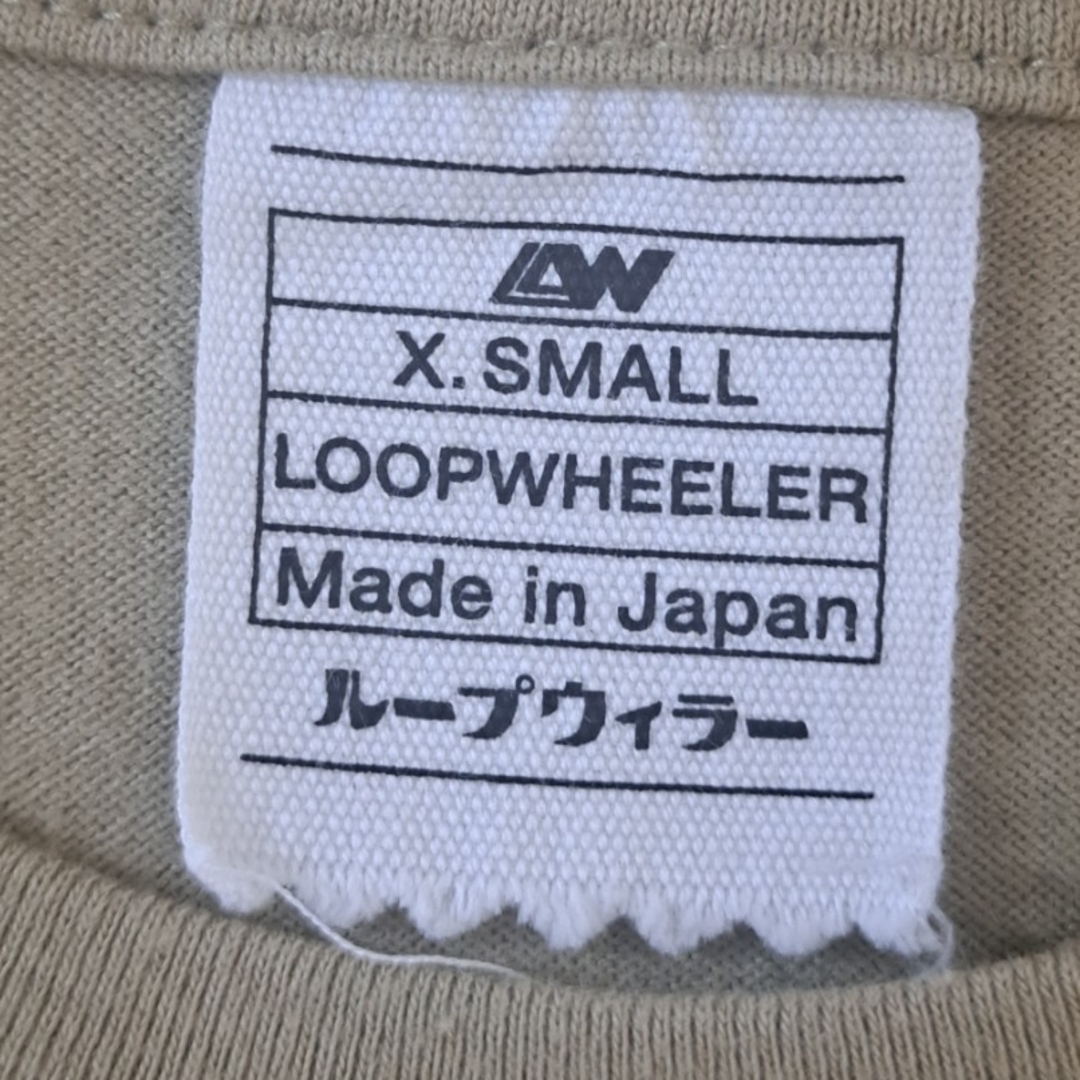 LW
X. SMALL
LOOPWHEELER
Made in Japan
ループウィラー